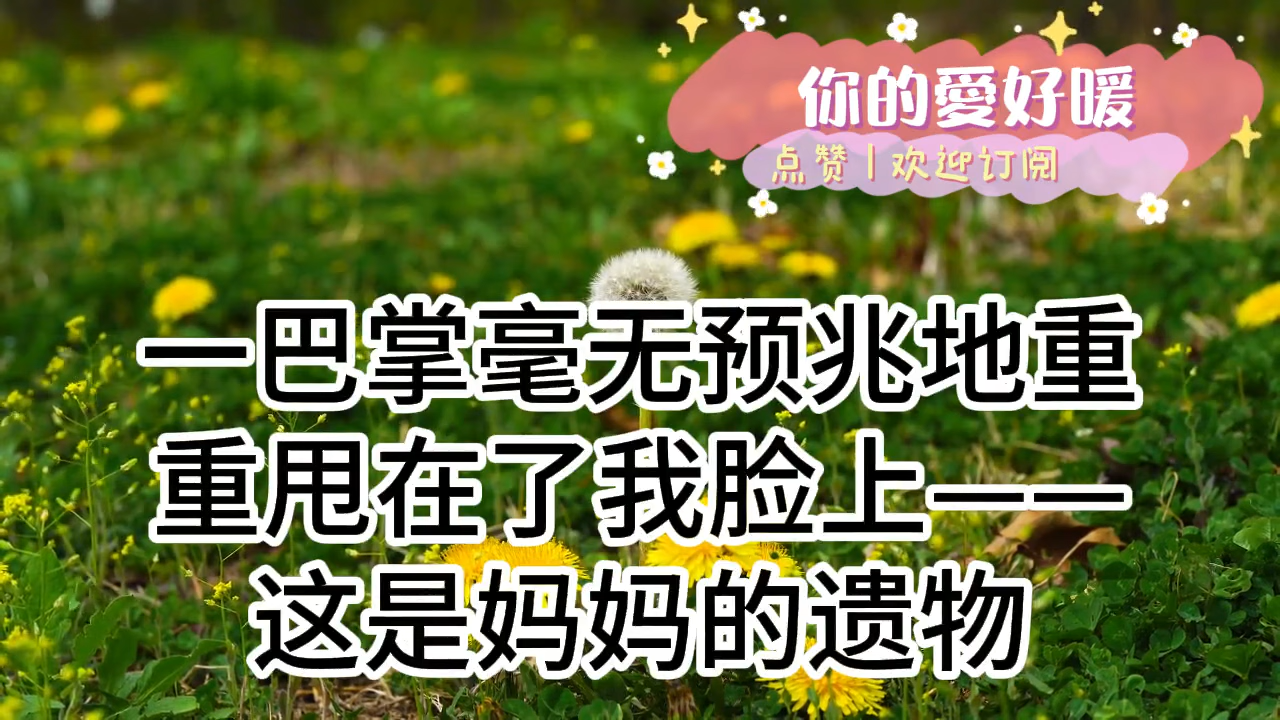 你的愛好暖
点赞 | 欢迎订阅
一巴掌毫无预兆地重
重甩在了我脸上——
这是妈妈的遗物